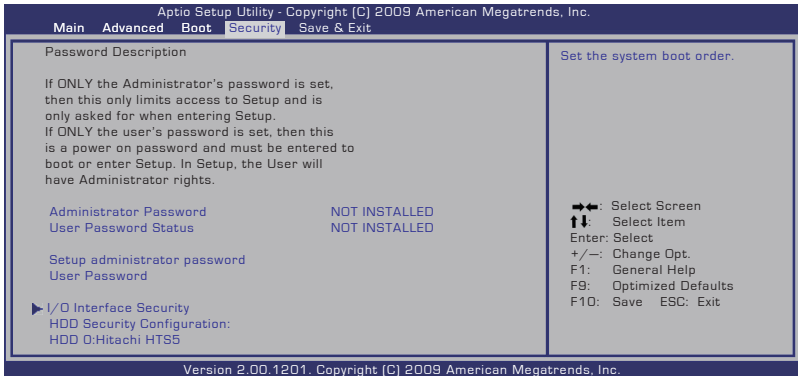 Aptio Setup Utility - Copyright (C) 2009 American Megatrends, Inc.
Main Advanced Boot Security Save & Exit
Password Description
If ONLY the Administrator's password is set,
then this only limits access to Setup and is
only asked for when entering Setup.
If ONLY the user's password is set, then this
is a power on password and must be entered to
boot or enter Setup. In Setup, the User will
have Administrator rights.
Administrator Password NOT INSTALLED
User Password Status NOT INSTALLED
Setup administrator password
User Password
I/O Interface Security
HDD Security Configuration:
HDD 0:Hitachi HTS5
Set the system boot order.
→←: Select Screen
↑↓: Select Item
Enter: Select
+/—: Change Opt.
F1: General Help
F9: Optimized Defaults
F10: Save ESC: Exit
Version 2.00.1201. Copyright (C) 2009 American Megatrends, Inc.